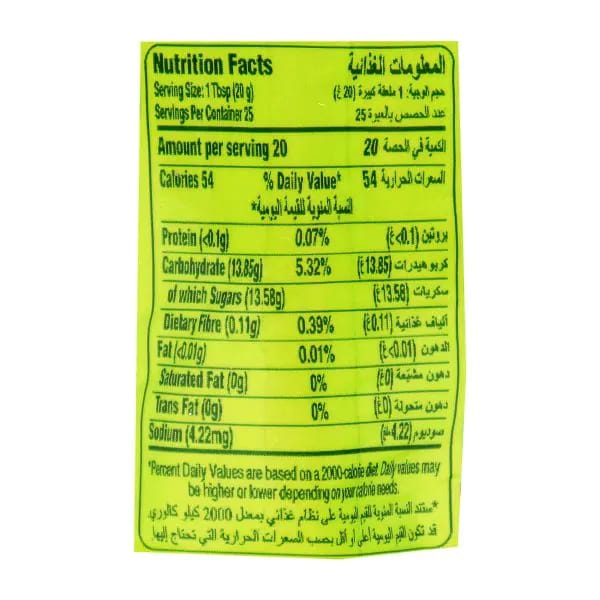 Nutrition Facts المعلومات الغذائية
Serving Size: 1 Tbsp (20 g) حجم الوجبة: 1 ملعقة كبيرة (20 غ)
Servings Per Container 25 عدد الحصص بالعبوة 25
Amount per serving 20 الكمية في الحصة 20
Calories 54 % Daily Value* السعرات الحرارية 54
النسبة المئوية للقيمة اليومية*
Protein (<0.1g) 0.07% بروتين (<0.1 غ)
Carbohydrate (13.85g) 5.32% كربوهيدرات (13.85 غ)
of which Sugars (13.58g) سكريات (13.58 غ)
Dietary Fibre (0.11g) 0.39% ألياف غذائية (0.11 غ)
Fat (<0.01g) 0.01% الدهون (<0.01 غ)
Saturated Fat (0g) 0% دهون مشبّعة (0 غ)
Trans Fat (0g) 0% دهون متحولة (0 غ)
Sodium (4.22mg) صوديوم (4.22 ملغ)
*Percent Daily Values are based on a 2000-calorie diet. Daily values may
be higher or lower depending on your calorie needs.
*ستند النسبة المئوية للقيم اليومية على نظام غذائي بمعدل 2000 كيلو كالوري
قد تكون القيم اليومية أعلى أو أقل بحسب السعرات الحرارية التي تحتاج إليها.